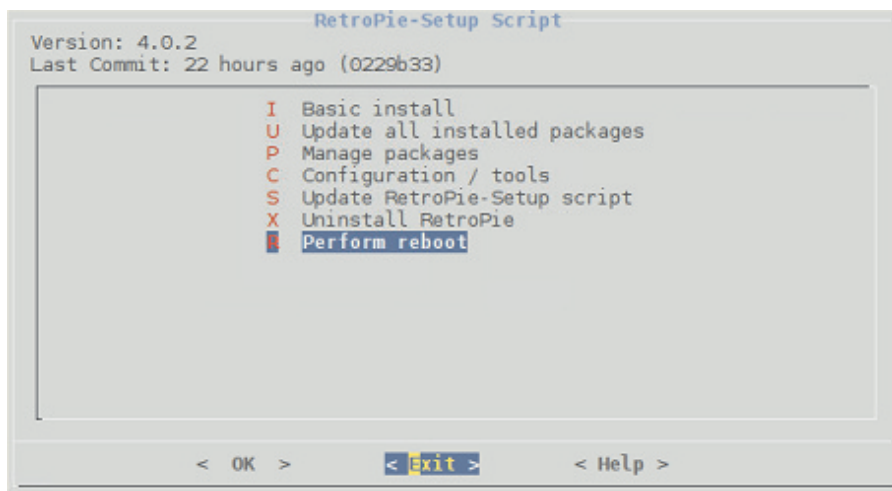 RetroPie-Setup Script
Version: 4.0.2
Last Commit: 22 hours ago (0229b33)
I Basic install
U Update all installed packages
P Manage packages
C Configuration / tools
S Update RetroPie-Setup script
X Uninstall RetroPie
R Perform reboot
< OK > < Exit > < Help >